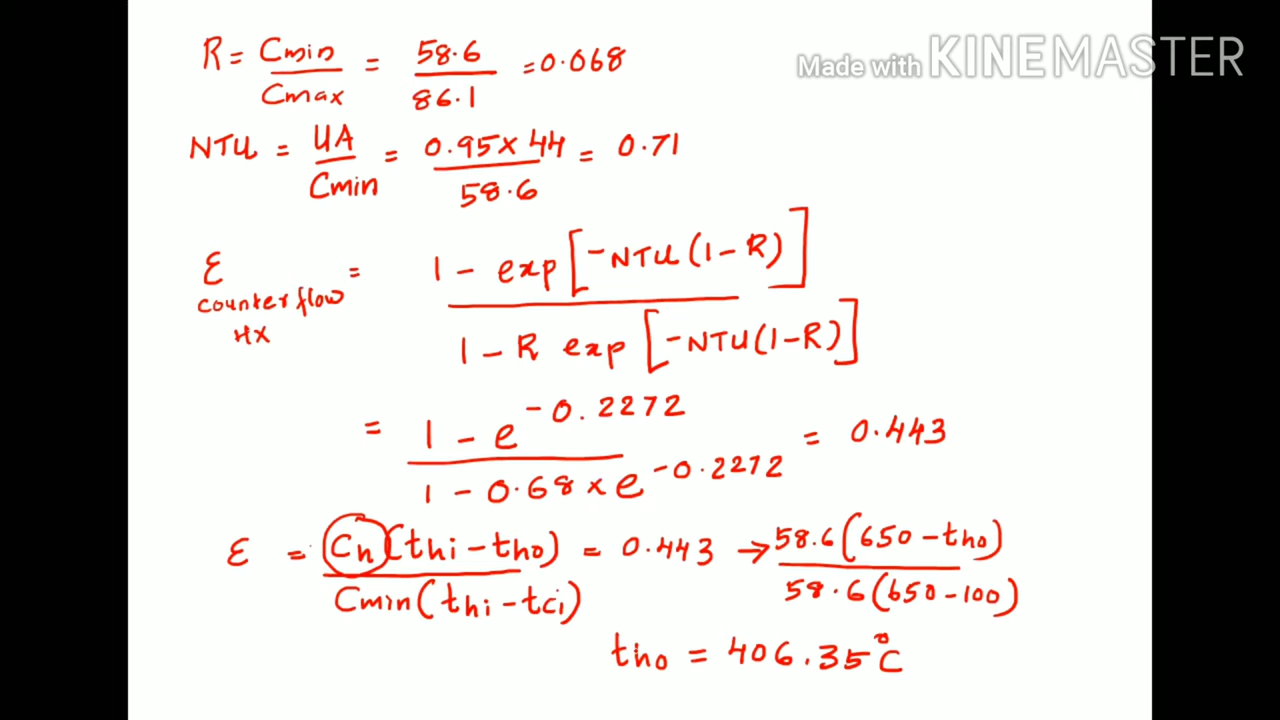 Made with KINEMASTER
R = Cmin / Cmax = 58.6 / 86.1 = 0.068
NTU = UA / Cmin = 0.95 x 44 / 58.6 = 0.71
ε counter flow HX = 1 - exp[-NTU(1-R)] / 1 - R exp[-NTU(1-R)]
= 1 - e^-0.2272 / 1 - 0.68 x e^-0.2272 = 0.443
ε = Ch(thi - tho) / Cmin(thi - tci) = 0.443 → 58.6(650 - tho) / 58.6(650 - 100)
tho = 406.35°C